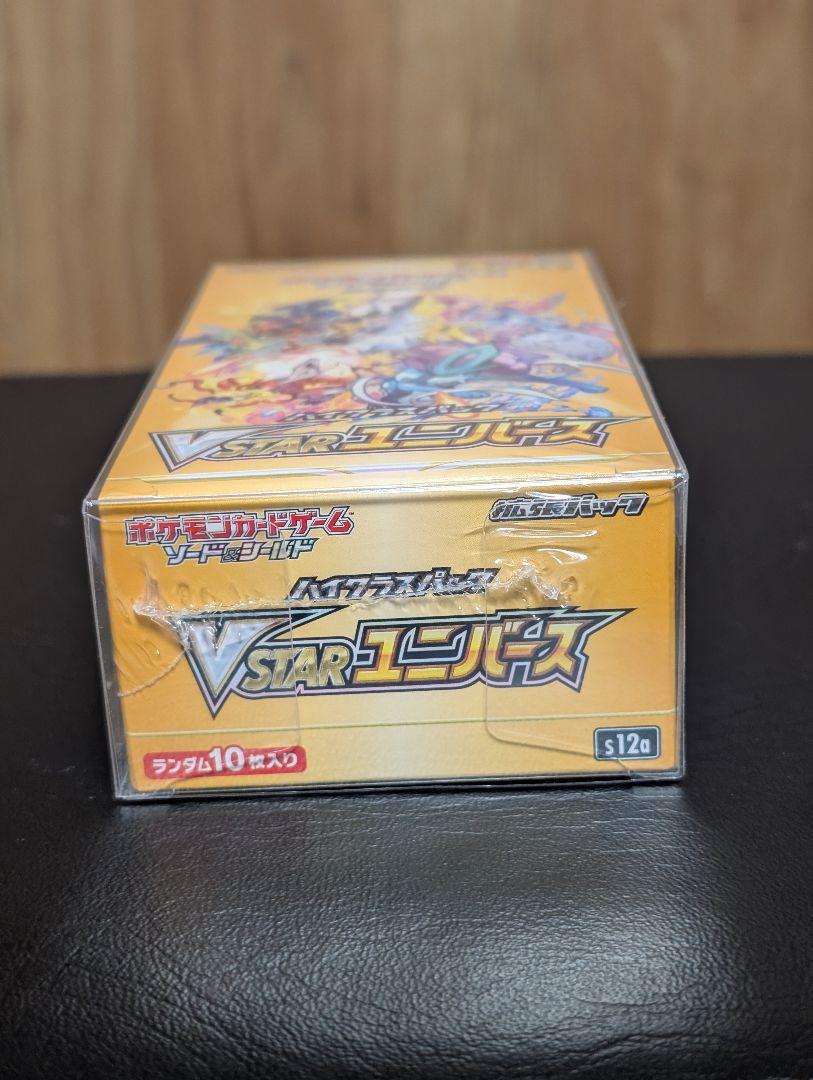 ハイクラスパック
VSTARユニバース
ポケモンカードゲーム
ソード&シールド
拡張パック
ハイクラスパック
VSTARユニバース
ランダム10枚入り
s12a